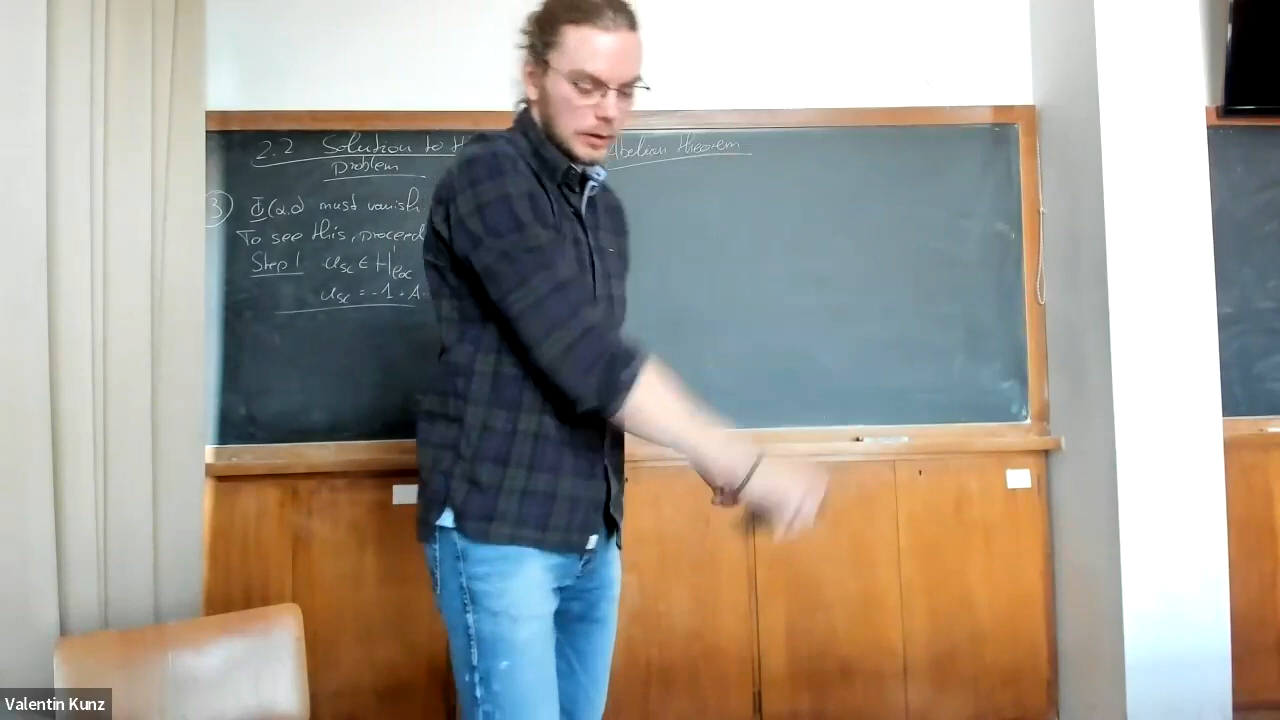 2.2 Solution to t
Abelian theorem
Problem
3 Φ(α,α) must vanish
To see this, proceed
Step 1 u_sc ∈ H¹_loc
u_sc = -1 + A
Valentin Kunz